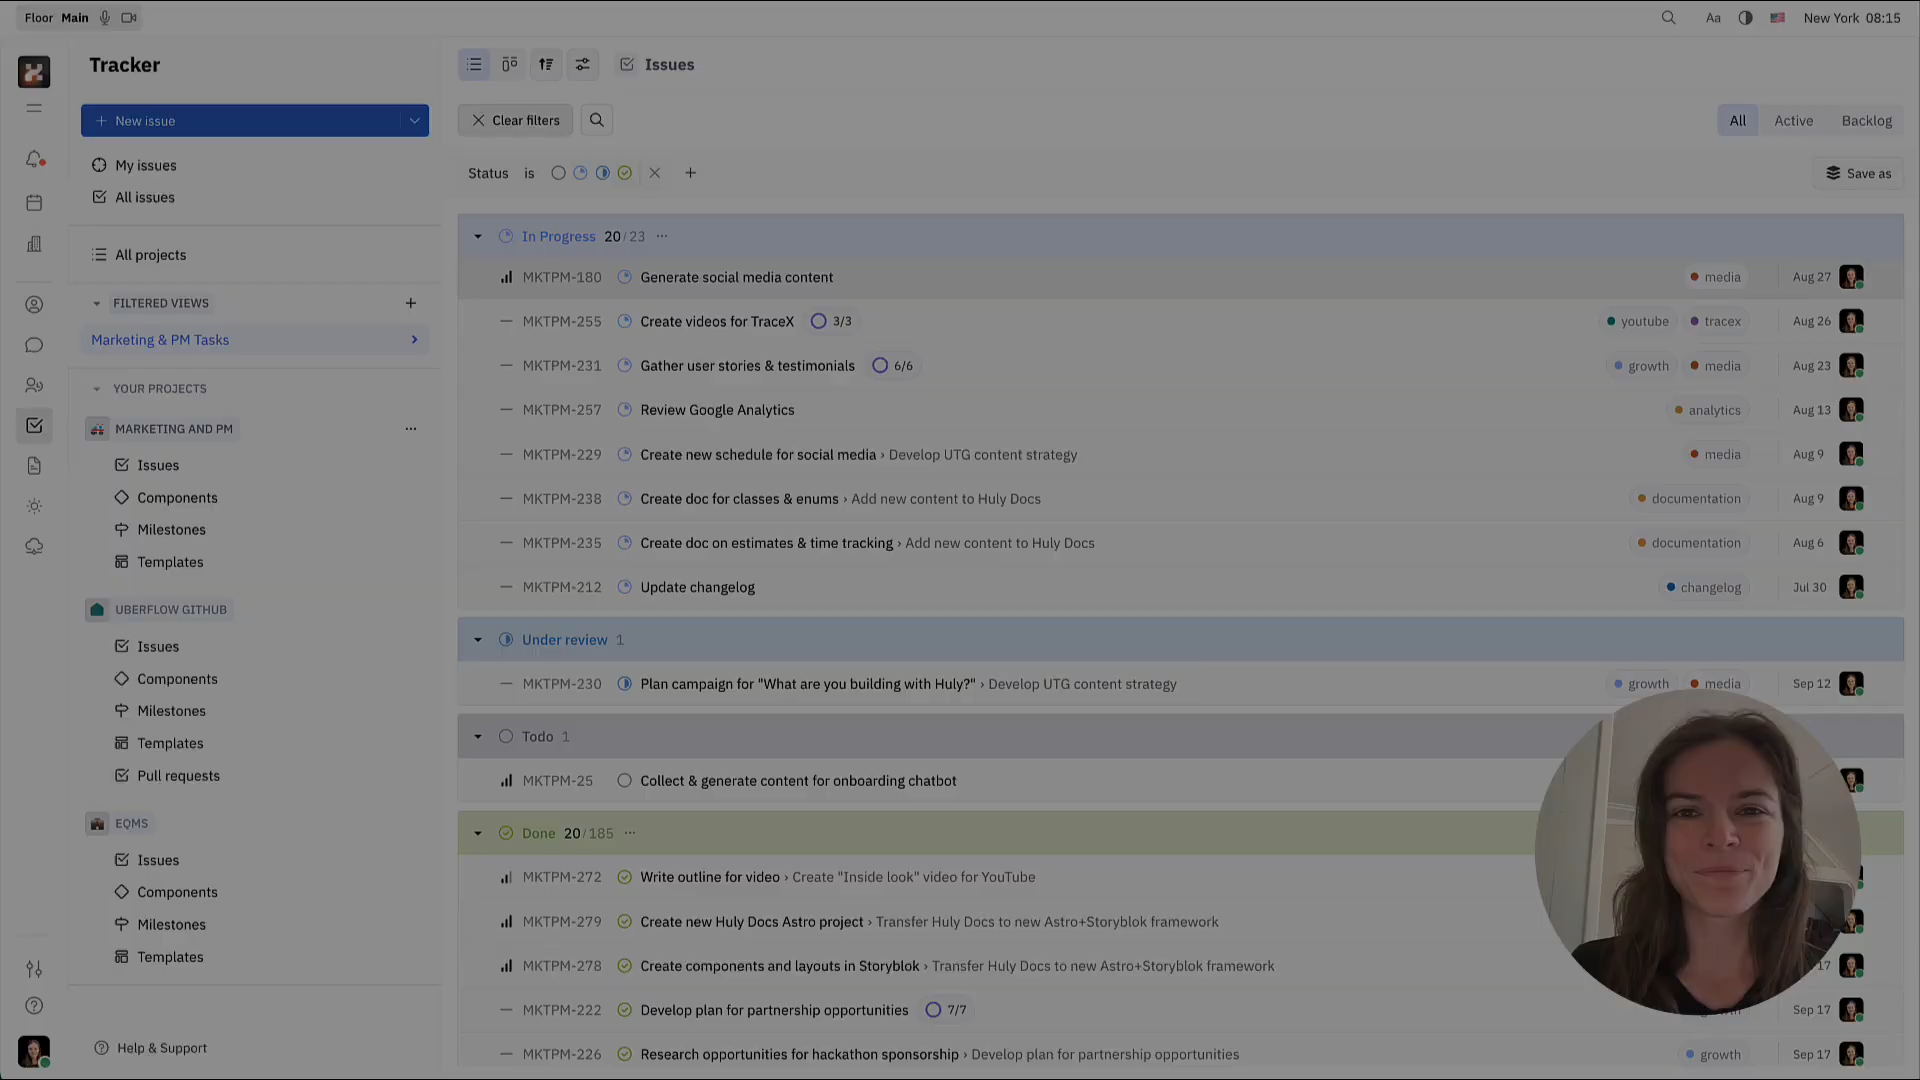 Floor Main
Aa
New York 08:15
Tracker
New issue
My issues
All issues
All projects
FILTERED VIEWS
Marketing & PM Tasks
YOUR PROJECTS
MARKETING AND PM
Issues
Components
Milestones
Templates
UBERFLOW GITHUB
Issues
Components
Milestones
Templates
Pull requests
EQMS
Issues
Components
Milestones
Templates
Help & Support
Issues
Clear filters
All Active Backlog
Status is
Save as
In Progress 20/23 ···
MKTPM-180 Generate social media content media Aug 27
MKTPM-255 Create videos for TraceX 3/3 youtube tracex Aug 26
MKTPM-231 Gather user stories & testimonials 6/6 growth media Aug 23
MKTPM-257 Review Google Analytics analytics Aug 13
MKTPM-229 Create new schedule for social media › Develop UTG content strategy media Aug 9
MKTPM-238 Create doc for classes & enums › Add new content to Huly Docs documentation Aug 9
MKTPM-235 Create doc on estimates & time tracking › Add new content to Huly Docs documentation Aug 6
MKTPM-212 Update changelog changelog Jul 30
Under review 1
MKTPM-230 Plan campaign for "What are you building with Huly?" › Develop UTG content strategy growth media Sep 12
Todo 1
MKTPM-25 Collect & generate content for onboarding chatbot
Done 20/185 ···
MKTPM-272 Write outline for video › Create "Inside look" video for YouTube
MKTPM-279 Create new Huly Docs Astro project › Transfer Huly Docs to new Astro+Storyblok framework
MKTPM-278 Create components and layouts in Storyblok › Transfer Huly Docs to new Astro+Storyblok framework 17
MKTPM-222 Develop plan for partnership opportunities 7/7 growth Sep 17
MKTPM-226 Research opportunities for hackathon sponsorship › Develop plan for partnership opportunities growth Sep 17